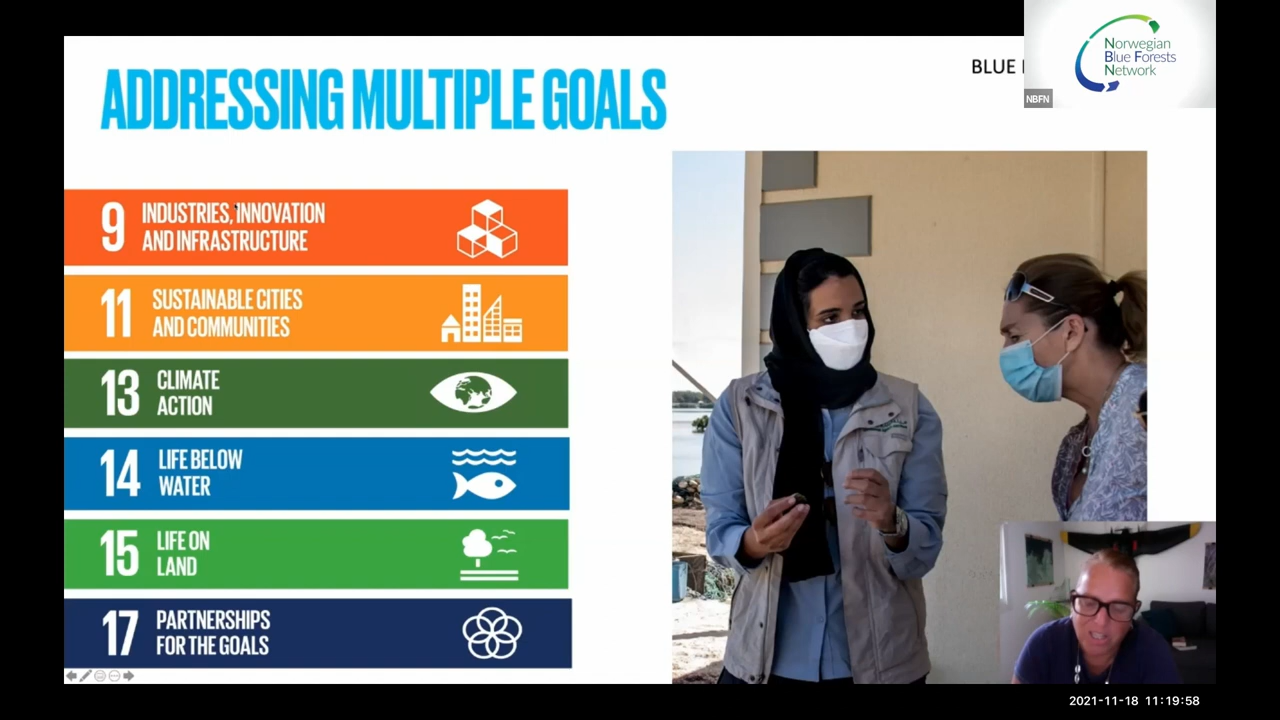 ADDRESSING MULTIPLE GOALS
BLUE
Norwegian
Blue Forests
Network
NBFN
9 INDUSTRIES, INNOVATION
AND INFRASTRUCTURE
11 SUSTAINABLE CITIES
AND COMMUNITIES
13 CLIMATE
ACTION
14 LIFE BELOW
WATER
15 LIFE ON
LAND
17 PARTNERSHIPS
FOR THE GOALS
2021-11-18 11:19:58